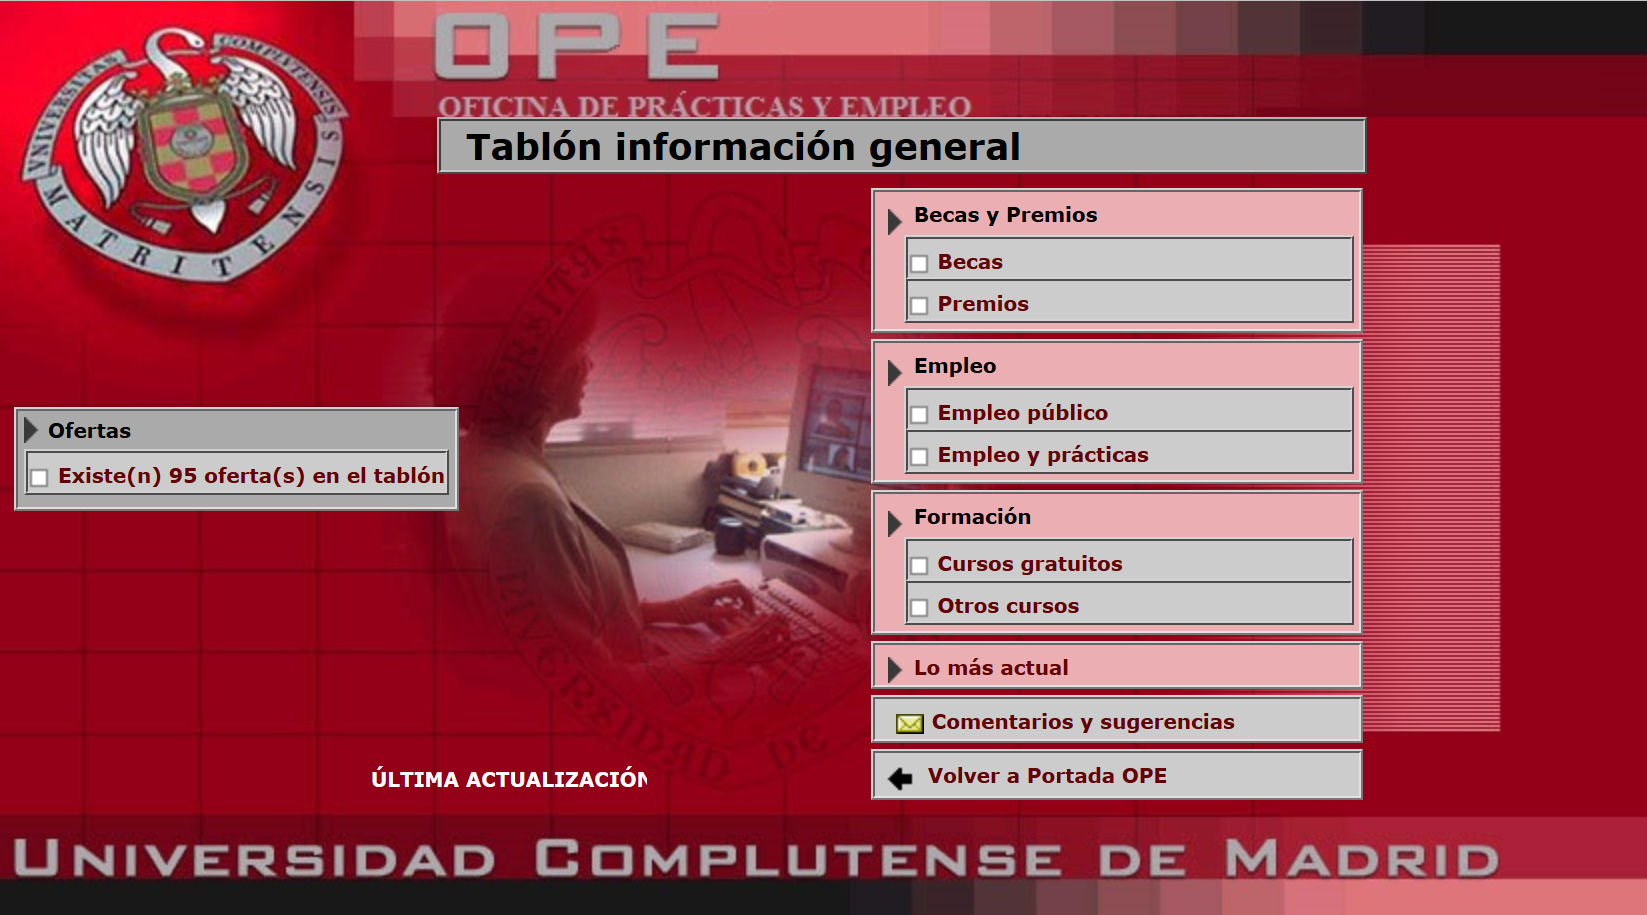 UNIVERSITAS COMPLUTENSIS
MATRITENSIS
OPE
OFICINA DE PRÁCTICAS Y EMPLEO
Tablón información general
Becas y Premios
Becas
Premios
Empleo
Empleo público
Empleo y prácticas
Ofertas
Existe(n) 95 oferta(s) en el tablón
Formación
Cursos gratuitos
Otros cursos
Lo más actual
Comentarios y sugerencias
Volver a Portada OPE
ÚLTIMA ACTUALIZACIÓN
UNIVERSIDAD COMPLUTENSE DE MADRID